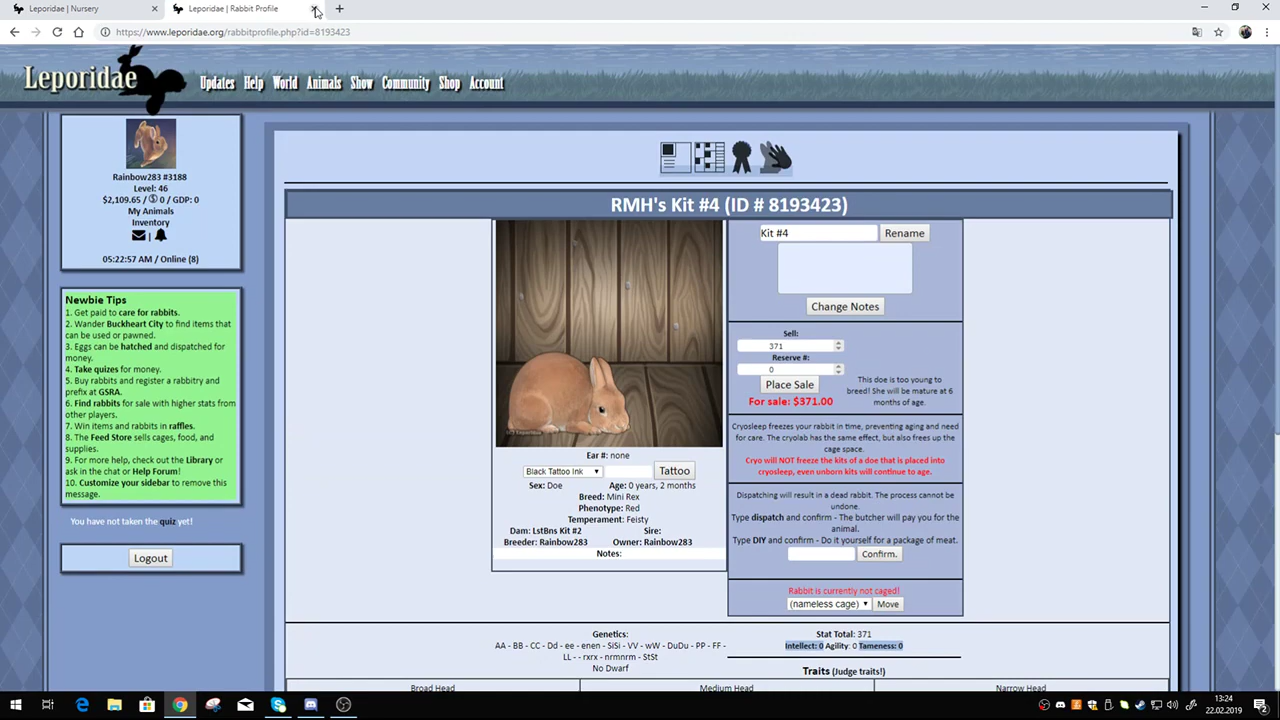 Leporidae | Nursery
Leporidae | Rabbit Profile
https://www.leporidae.org/rabbitprofile.php?id=8193423
Leporidae
Updates Help World Animals Show Community Shop Account
Rainbow283 #3188
Level: 46
$2,109.65 / Ⓢ 0 / GDP: 0
My Animals
Inventory
|
05:22:57 AM / Online (8)
Newbie Tips
1. Get paid to care for rabbits.
2. Wander Buckheart City to find items that
can be used or pawned.
3. Eggs can be hatched and dispatched for
money.
4. Take quizes for money.
5. Buy rabbits and register a rabbitry and
prefix at GSRA.
6. Find rabbits for sale with higher stats from
other players.
7. Win items and rabbits in raffles.
8. The Feed Store sells cages, food, and
supplies.
9. For more help, check out the Library or
ask in the chat or Help Forum!
10. Customize your sidebar to remove this
message.
You have not taken the quiz yet!
Logout
RMH's Kit #4 (ID # 8193423)
Ear #: none
Black Tattoo Ink
Tattoo
Sex: Doe Age: 0 years, 2 months
Breed: Mini Rex
Phenotype: Red
Temperament: Feisty
Dam: LstBns Kit #2 Sire:
Breeder: Rainbow283 Owner: Rainbow283
Notes:
Kit #4
Rename
Change Notes
Sell:
371
Reserve #:
0
Place Sale
For sale: $371.00
This doe is too young to
breed! She will be mature at 6
months of age.
Cryosleep freezes your rabbit in time, preventing aging and need
for care. The cryolab has the same effect, but also frees up the
cage space.
Cryo will NOT freeze the kits of a doe that is placed into
cryosleep, even unborn kits will continue to age.
Dispatching will result in a dead rabbit. The process cannot be
undone.
Type dispatch and confirm - The butcher will pay you for the
animal.
Type DIY and confirm - Do it yourself for a package of meat.
Confirm.
Rabbit is currently not caged!
(nameless cage)
Move
Genetics:
AA - BB - CC - Dd - ee - enen - SiSi - VV - wW - DuDu - PP - FF -
LL - - rxrx - nrmnrm - StSt
No Dwarf
Stat Total: 371
Intellect: 0 Agility: 0 Tameness: 0
Traits (Judge traits!)
Broad Head Medium Head Narrow Head
13:24
22.02.2019